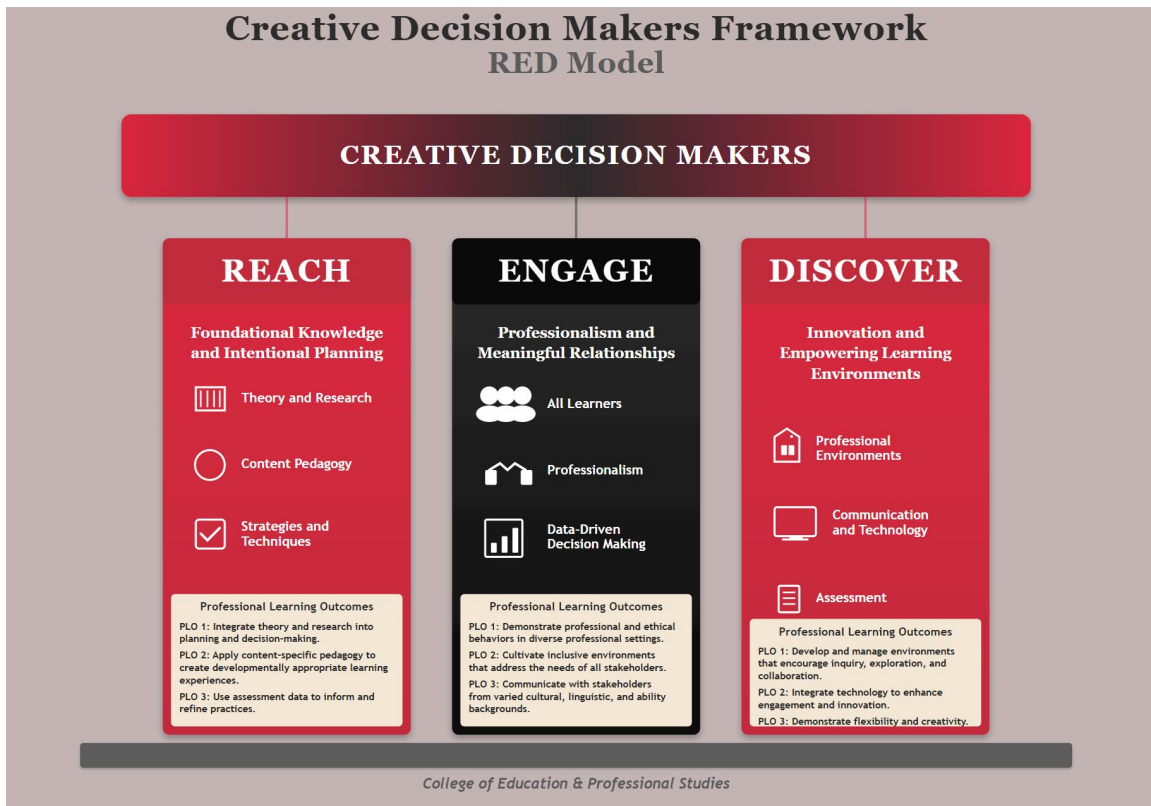 Creative Decision Makers Framework
RED Model
CREATIVE DECISION MAKERS
REACH
Foundational Knowledge
and Intentional Planning
Theory and Research
Content Pedagogy
Strategies and
Techniques
Professional Learning Outcomes
PLO 1: Integrate theory and research into
planning and decision-making.
PLO 2: Apply content-specific pedagogy to
create developmentally appropriate learning
experiences.
PLO 3: Use assessment data to inform and
refine practices.
ENGAGE
Professionalism and
Meaningful Relationships
All Learners
Professionalism
Data-Driven
Decision Making
Professional Learning Outcomes
PLO 1: Demonstrate professional and ethical
behaviors in diverse professional settings.
PLO 2: Cultivate inclusive environments
that address the needs of all stakeholders.
PLO 3: Communicate with stakeholders
from varied cultural, linguistic, and ability
backgrounds.
DISCOVER
Innovation and
Empowering Learning
Environments
Professional
Environments
Communication
and Technology
Assessment
Professional Learning Outcomes
PLO 1: Develop and manage environments
that encourage inquiry, exploration, and
collaboration.
PLO 2: Integrate technology to enhance
engagement and innovation.
PLO 3: Demonstrate flexibility and creativity.
College of Education & Professional Studies